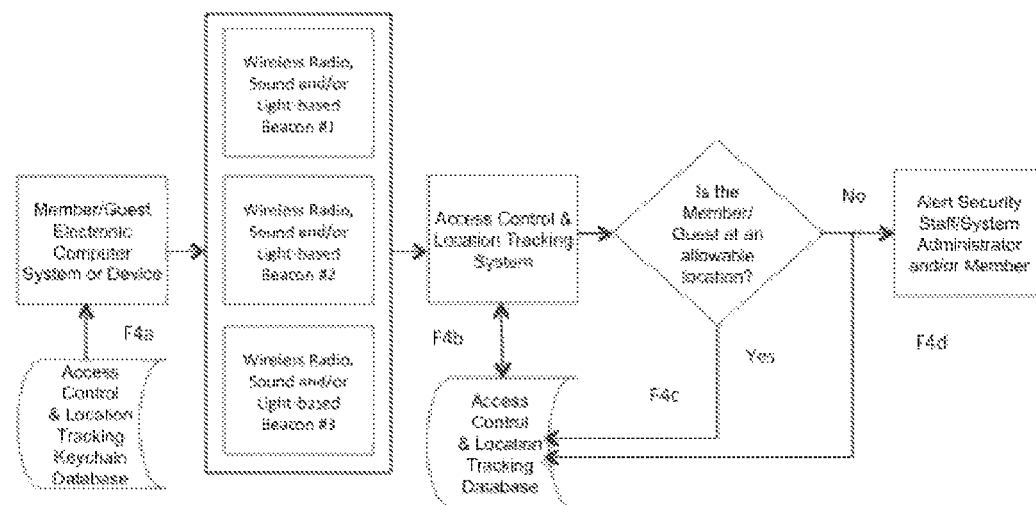 Wireless Radio,
Sound and/or
Light-based
Beacon #1
Member/Guest
Electronic
Computer
System or Device
Wireless Radio,
Sound and/or
Light-based
Beacon #2
Access Control &
Location Tracking
System
Is the
Member/
Guest at an
allowable
location?
No
Alert Security
Staff/System
Administrator
and/or Member
F4a
F4b
Yes
F4d
Wireless Radio,
Sound and/or
Light-based
Beacon #3
F4c
Access
Control
& Location
Tracking
Keychain
Database
Access
Control
& Location
Tracking
Database